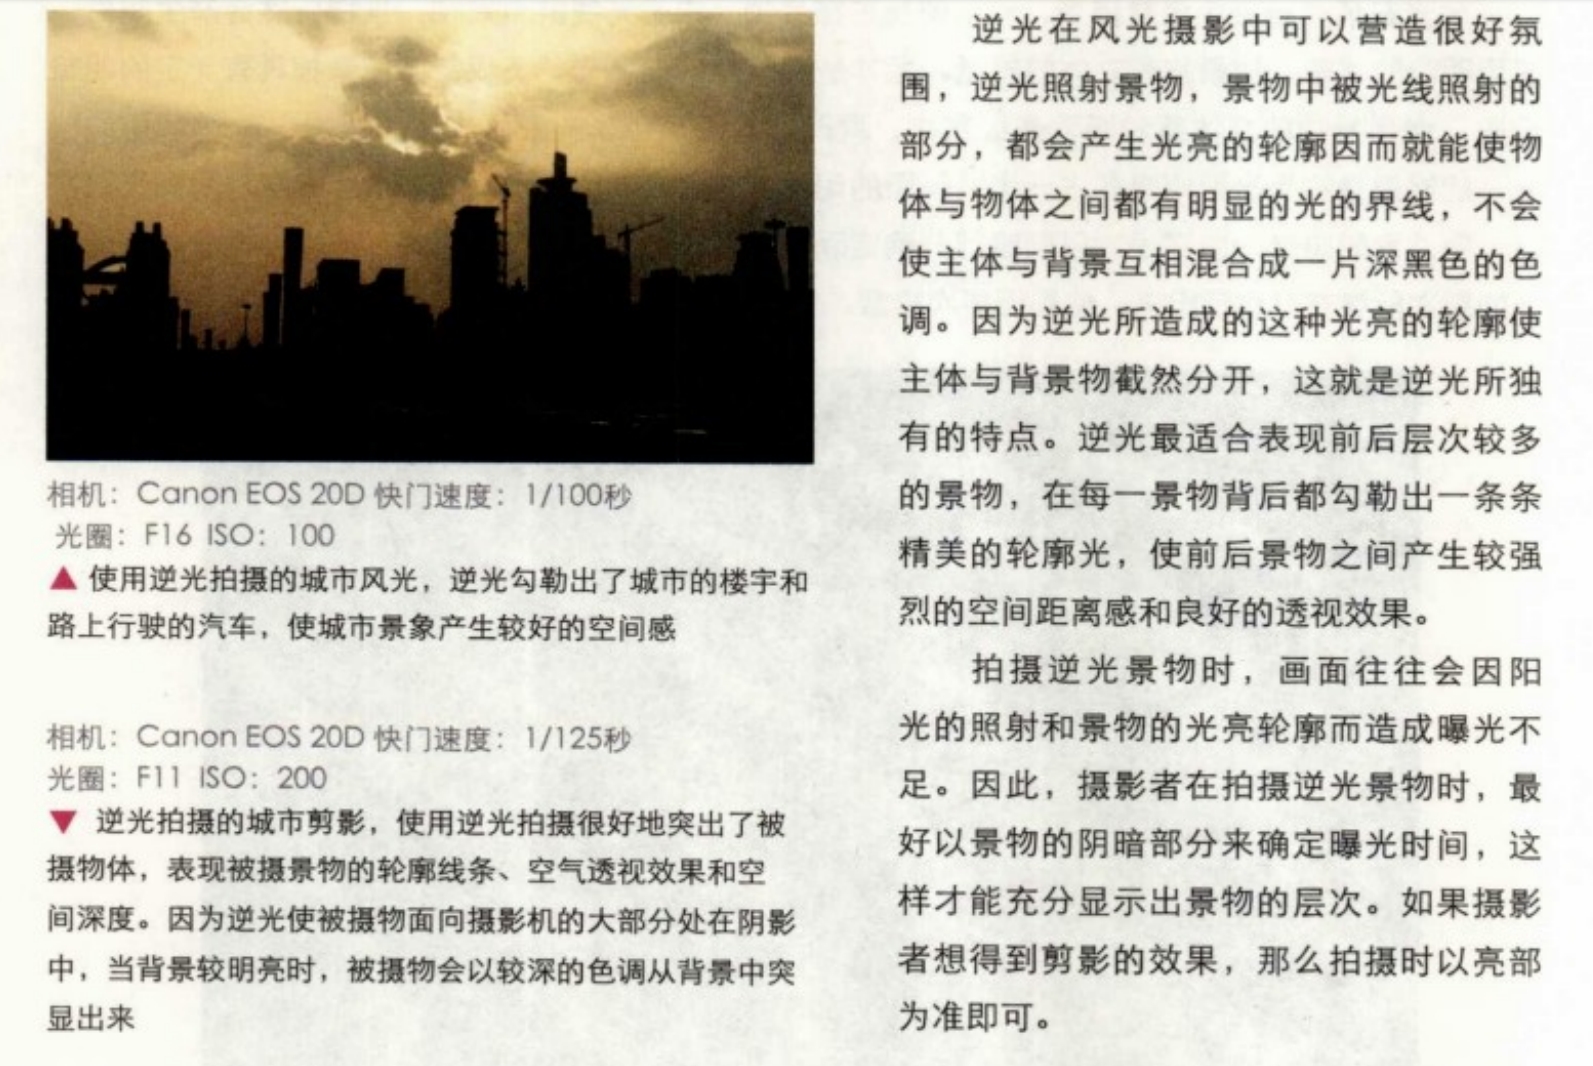 相机：Canon EOS 20D 快门速度：1/100秒
光圈：F16 ISO：100
▲ 使用逆光拍摄的城市风光，逆光勾勒出了城市的楼宇和
路上行驶的汽车，使城市景象产生较好的空间感
相机：Canon EOS 20D 快门速度：1/125秒
光圈：F11 ISO：200
▼ 逆光拍摄的城市剪影，使用逆光拍摄很好地突出了被
摄物体，表现被摄景物的轮廓线条、空气透视效果和空
间深度。因为逆光使被摄物面向摄影机的大部分处在阴影
中，当背景较明亮时，被摄物会以较深的色调从背景中突
显出来
逆光在风光摄影中可以营造很好氛
围，逆光照射景物，景物中被光线照射的
部分，都会产生光亮的轮廓因而就能使物
体与物体之间都有明显的光的界线，不会
使主体与背景互相混合成一片深黑色的色
调。因为逆光所造成的这种光亮的轮廓使
主体与背景物截然分开，这就是逆光所独
有的特点。逆光最适合表现前后层次较多
的景物，在每一景物背后都勾勒出一条条
精美的轮廓光，使前后景物之间产生较强
烈的空间距离感和良好的透视效果。
拍摄逆光景物时，画面往往会因阳
光的照射和景物的光亮轮廓而造成曝光不
足。因此，摄影者在拍摄逆光景物时，最
好以景物的阴暗部分来确定曝光时间，这
样才能充分显示出景物的层次。如果摄影
者想得到剪影的效果，那么拍摄时以亮部
为准即可。